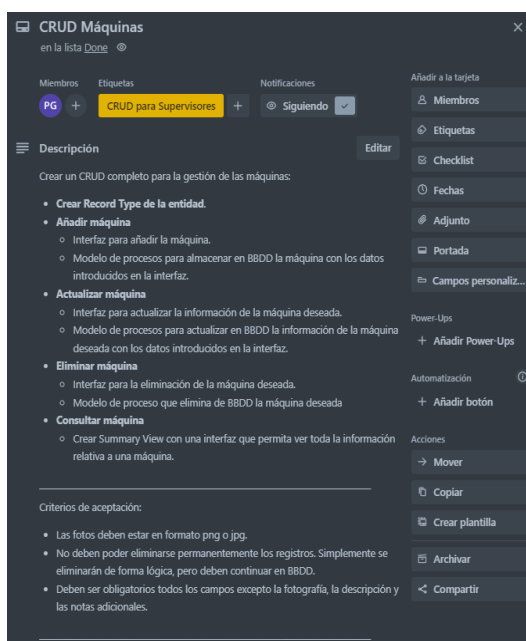 CRUD Máquinas
en la lista Done
Miembros
Etiquetas
Notificaciones
PG
CRUD para Supervisores
Siguiendo
Descripción
Editar
Crear un CRUD completo para la gestión de las máquinas:
• Crear Record Type de la entidad.
• Añadir máquina
○ Interfaz para añadir la máquina.
○ Modelo de procesos para almacenar en BBDD la máquina con los datos
introducidos en la interfaz.
• Actualizar máquina
○ Interfaz para actualizar la información de la máquina deseada.
○ Modelo de procesos para actualizar en BBDD la información de la máquina
deseada con los datos introducidos en la interfaz.
• Eliminar máquina
○ Interfaz para la eliminación de la máquina deseada.
○ Modelo de proceso que elimina de BBDD la máquina deseada
• Consultar máquina
○ Crear Summary View con una interfaz que permita ver toda la información
relativa a una máquina.
Criterios de aceptación:
• Las fotos deben estar en formato png o jpg.
• No deben poder eliminarse permanentemente los registros. Simplemente se
eliminarán de forma lógica, pero deben continuar en BBDD.
• Deben ser obligatorios todos los campos excepto la fotografía, la descripción y
las notas adicionales.
Añadir a la tarjeta
Miembros
Etiquetas
Checklist
Fechas
Adjunto
Portada
Campos personaliz...
Power-Ups
+ Añadir Power-Ups
Automatización
+ Añadir botón
Acciones
Mover
Copiar
Crear plantilla
Archivar
Compartir